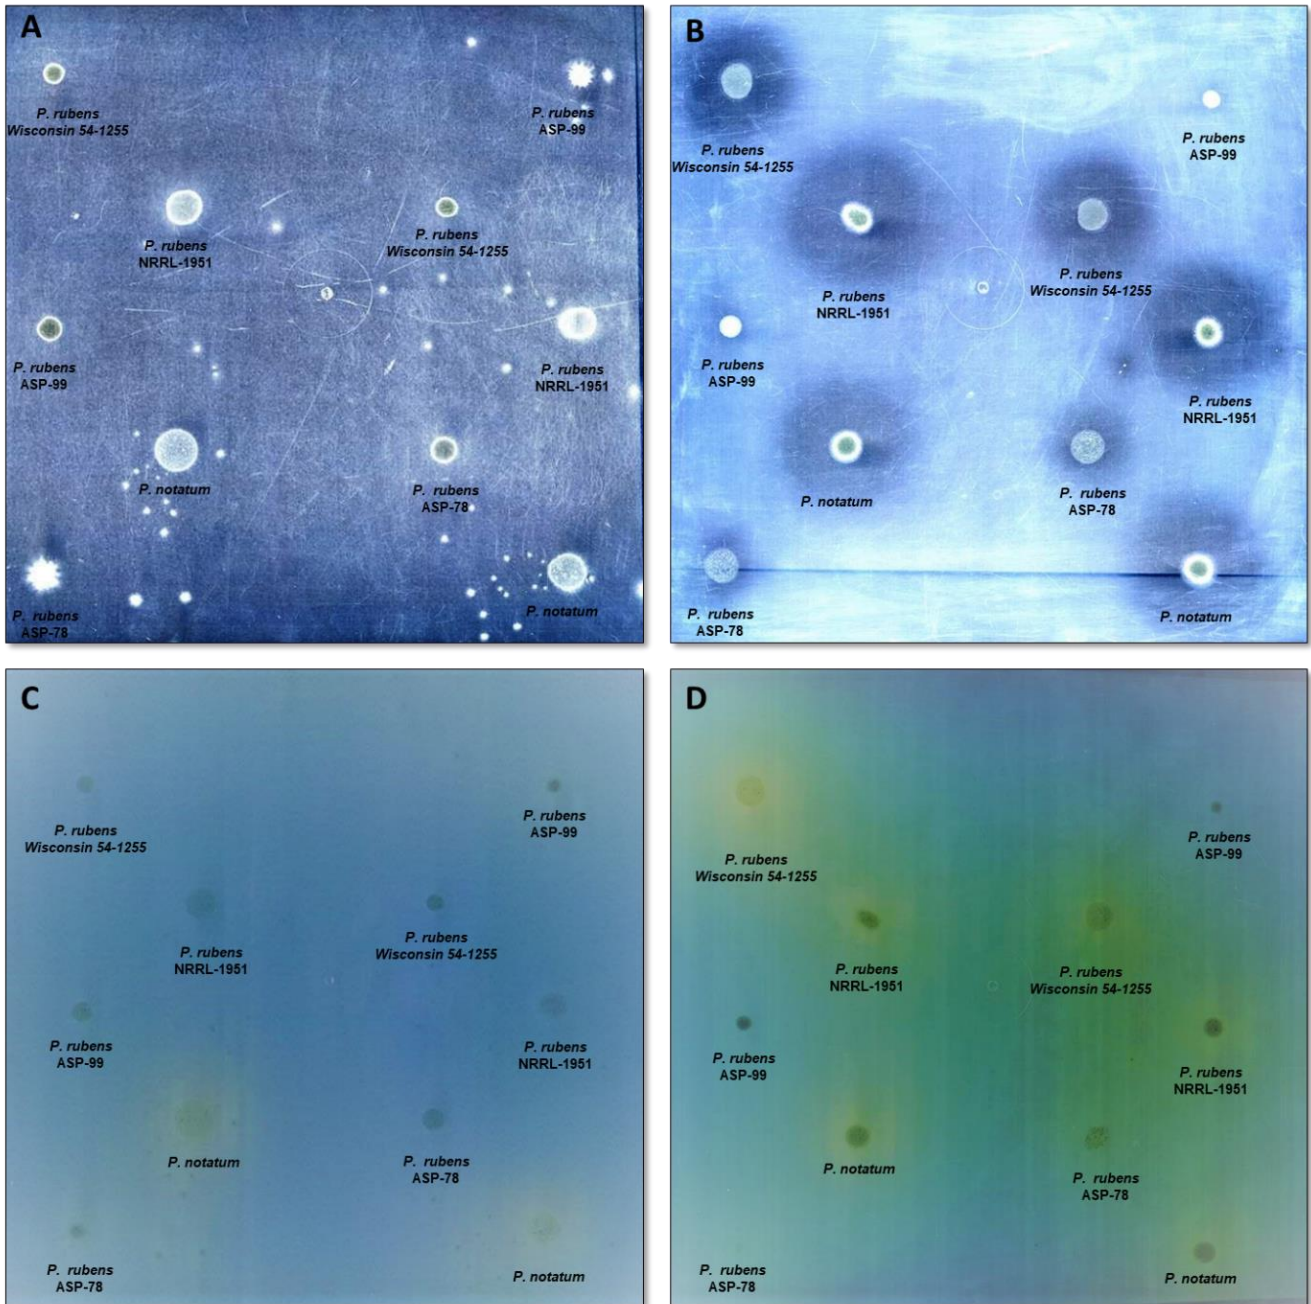 A
P. rubens
Wisconsin 54-1255
P. rubens
ASP-99
P. rubens
NRRL-1951
P. rubens
Wisconsin 54-1255
P. rubens
ASP-99
P. rubens
NRRL-1951
P. notatum
P. rubens
ASP-78
P. rubens
ASP-78
P. notatum
B
P. rubens
Wisconsin 54-1255
P. rubens
ASP-99
P. rubens
NRRL-1951
P. rubens
Wisconsin 54-1255
P. rubens
ASP-99
P. rubens
NRRL-1951
P. notatum
P. rubens
ASP-78
P. rubens
ASP-78
P. notatum
C
P. rubens
Wisconsin 54-1255
P. rubens
ASP-99
P. rubens
NRRL-1951
P. rubens
Wisconsin 54-1255
P. rubens
ASP-99
P. rubens
NRRL-1951
P. notatum
P. rubens
ASP-78
P. rubens
ASP-78
P. notatum
D
P. rubens
Wisconsin 54-1255
P. rubens
ASP-99
P. rubens
NRRL-1951
P. rubens
Wisconsin 54-1255
P. rubens
ASP-99
P. rubens
NRRL-1951
P. notatum
P. rubens
ASP-78
P. rubens
ASP-78
P. notatum